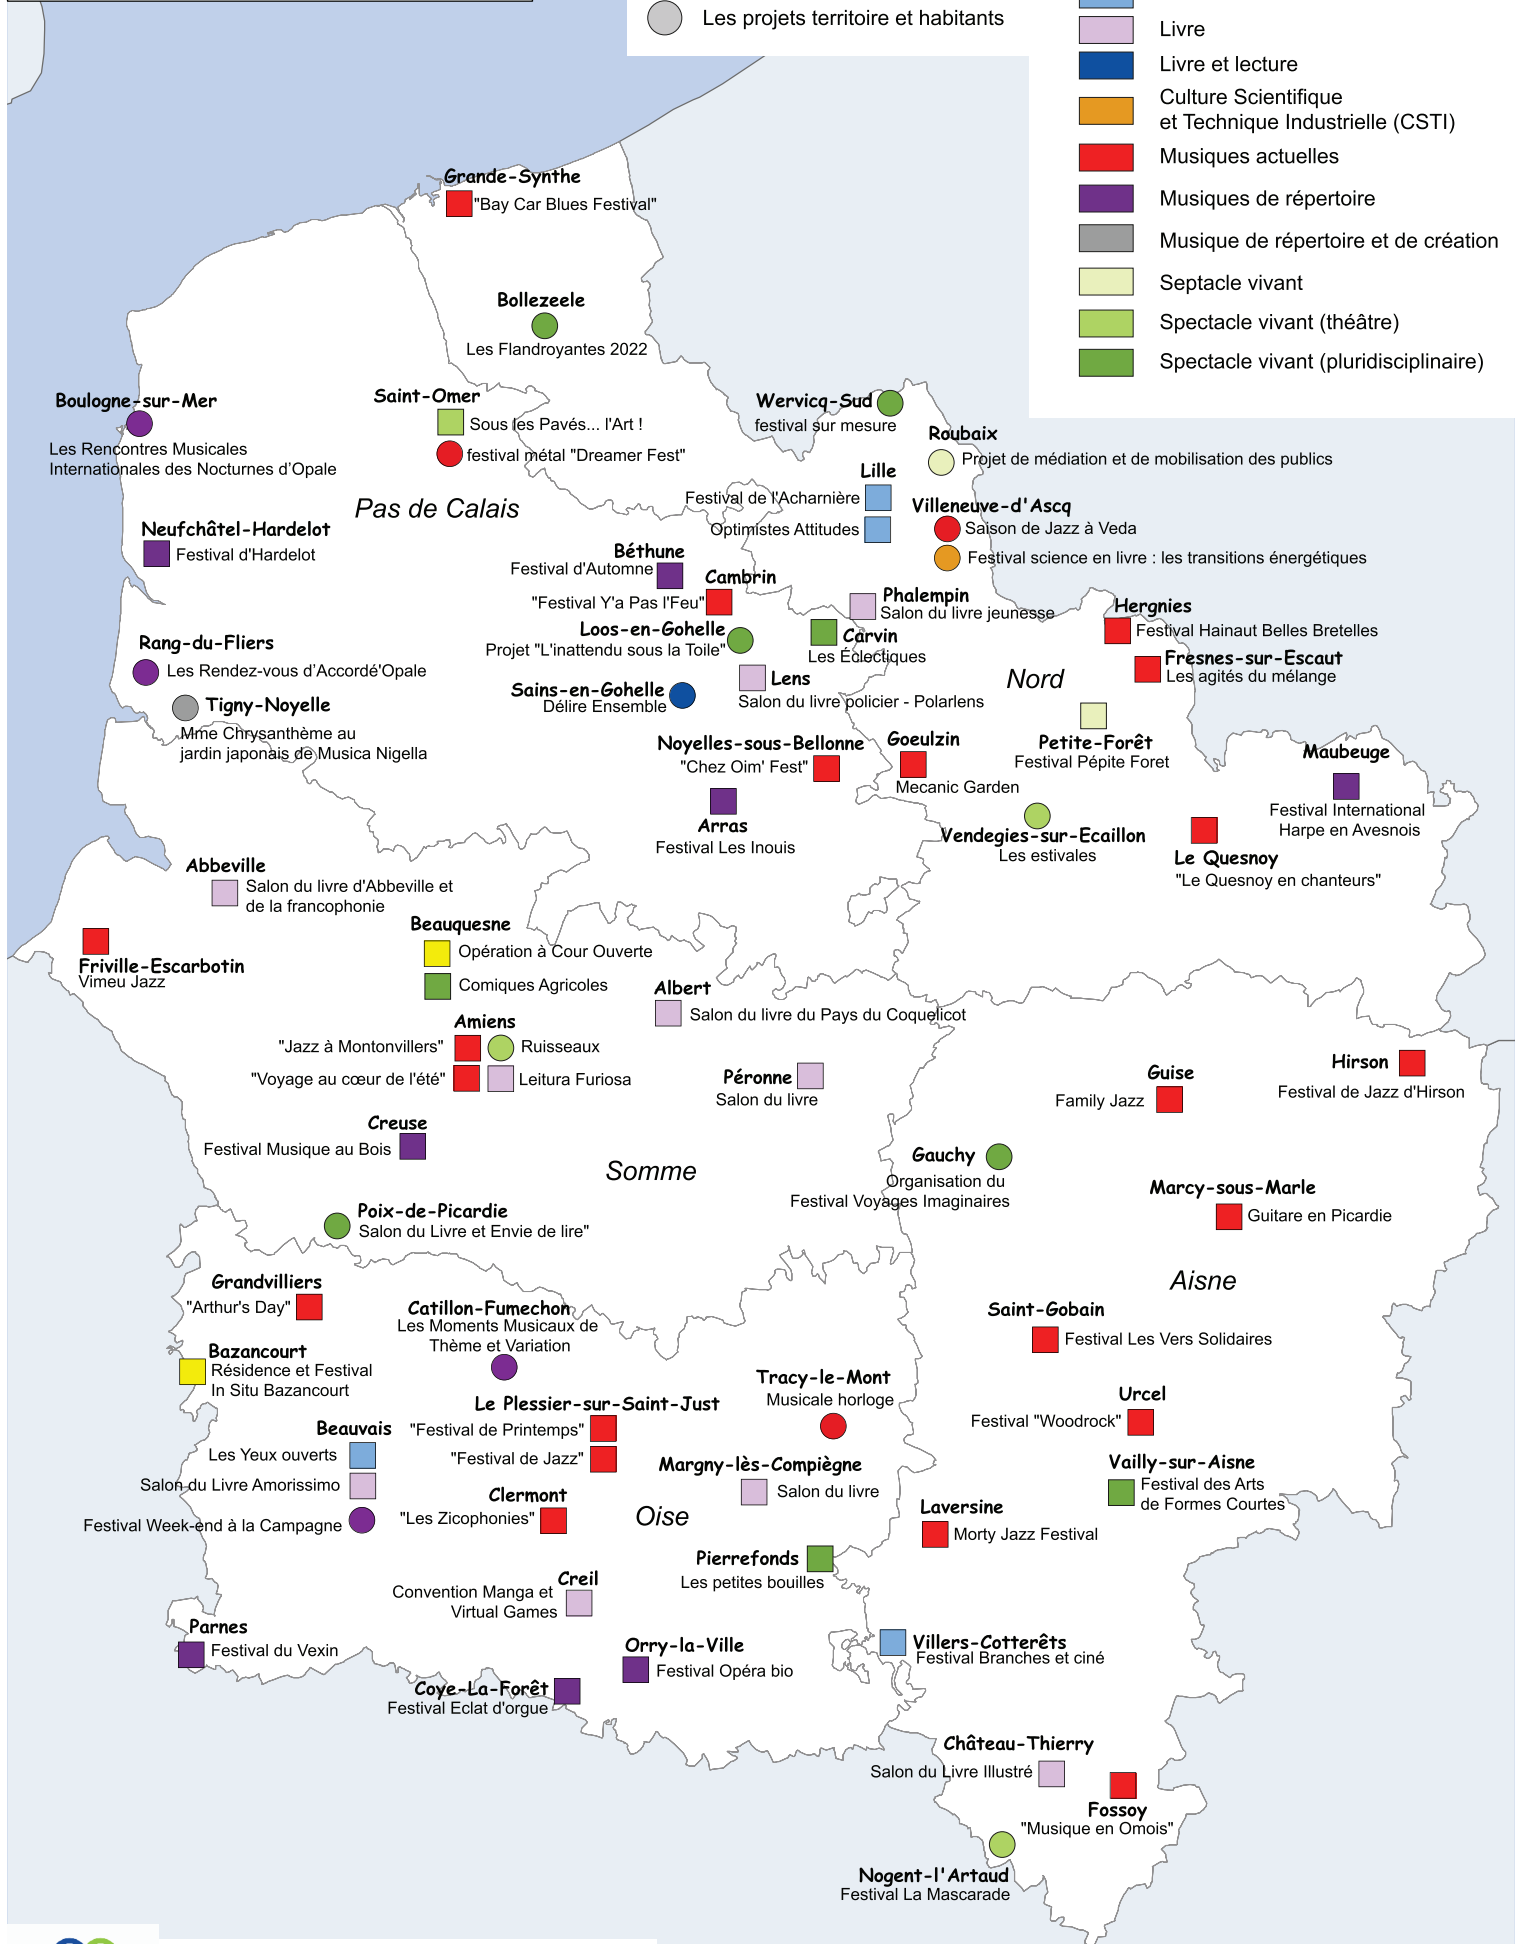 Les projets territoire et habitants
Livre
Livre et lecture
Culture Scientifique
et Technique Industrielle (CSTI)
Musiques actuelles
Musiques de répertoire
Musique de répertoire et de création
Septacle vivant
Spectacle vivant (théâtre)
Spectacle vivant (pluridisciplinaire)
Grande-Synthe
"Bay Car Blues Festival"
Bollezeele
Les Flandroyantes 2022
Boulogne-sur-Mer
Les Rencontres Musicales
Internationales des Nocturnes d’Opale
Saint-Omer
Sous les Pavés... l'Art !
festival métal "Dreamer Fest"
Wervicq-Sud
festival sur mesure
Roubaix
Projet de médiation et de mobilisation des publics
Lille
Festival de l'Acharnière
Optimistes Attitudes
Villeneuve-d'Ascq
Saison de Jazz à Veda
Festival science en livre : les transitions énergétiques
Pas de Calais
Neufchâtel-Hardelot
Festival d'Hardelot
Béthune
Festival d'Automne
Cambrin
"Festival Y'a Pas l'Feu"
Phalempin
Salon du livre jeunesse
Hergnies
Festival Hainaut Belles Bretelles
Loos-en-Gohelle
Projet "L'inattendu sous la Toile"
Carvin
Les Éclectiques
Fresnes-sur-Escaut
Les agités du mélange
Rang-du-Fliers
Les Rendez-vous d’Accordé'Opale
Nord
Lens
Salon du livre policier - Polarlens
Sains-en-Gohelle
Délire Ensemble
Tigny-Noyelle
Mme Chrysanthème au
jardin japonais de Musica Nigella
Noyelles-sous-Bellonne
"Chez Oim' Fest"
Goeulzin
Mecanic Garden
Petite-Forêt
Festival Pépite Foret
Maubeuge
Festival International
Harpe en Avesnois
Arras
Festival Les Inouis
Vendegies-sur-Ecaillon
Les estivales
Le Quesnoy
"Le Quesnoy en chanteurs"
Abbeville
Salon du livre d'Abbeville et
de la francophonie
Friville-Escarbotin
Vimeu Jazz
Beauquesne
Opération à Cour Ouverte
Comiques Agricoles
Albert
Salon du livre du Pays du Coquelicot
Amiens
"Jazz à Montonvillers"
Ruisseaux
"Voyage au cœur de l'été"
Leitura Furiosa
Péronne
Salon du livre
Hirson
Festival de Jazz d'Hirson
Guise
Family Jazz
Creuse
Festival Musique au Bois
Somme
Gauchy
Organisation du
Festival Voyages Imaginaires
Marcy-sous-Marle
Guitare en Picardie
Poix-de-Picardie
Salon du Livre et Envie de lire"
Aisne
Grandvilliers
"Arthur's Day"
Catillon-Fumechon
Les Moments Musicaux de
Thème et Variation
Saint-Gobain
Festival Les Vers Solidaires
Bazancourt
Résidence et Festival
In Situ Bazancourt
Tracy-le-Mont
Musicale horloge
Urcel
Festival "Woodrock"
Le Plessier-sur-Saint-Just
"Festival de Printemps"
"Festival de Jazz"
Beauvais
Les Yeux ouverts
Salon du Livre Amorissimo
Festival Week-end à la Campagne
Margny-lès-Compiègne
Salon du livre
Vailly-sur-Aisne
Festival des Arts
de Formes Courtes
Clermont
"Les Zicophonies"
Oise
Laversine
Morty Jazz Festival
Pierrefonds
Les petites bouilles
Creil
Convention Manga et
Virtual Games
Parnes
Festival du Vexin
Orry-la-Ville
Festival Opéra bio
Villers-Cotterêts
Festival Branches et ciné
Coye-La-Forêt
Festival Eclat d'orgue
Château-Thierry
Salon du Livre Illustré
Fossoy
"Musique en Omois"
Nogent-l'Artaud
Festival La Mascarade